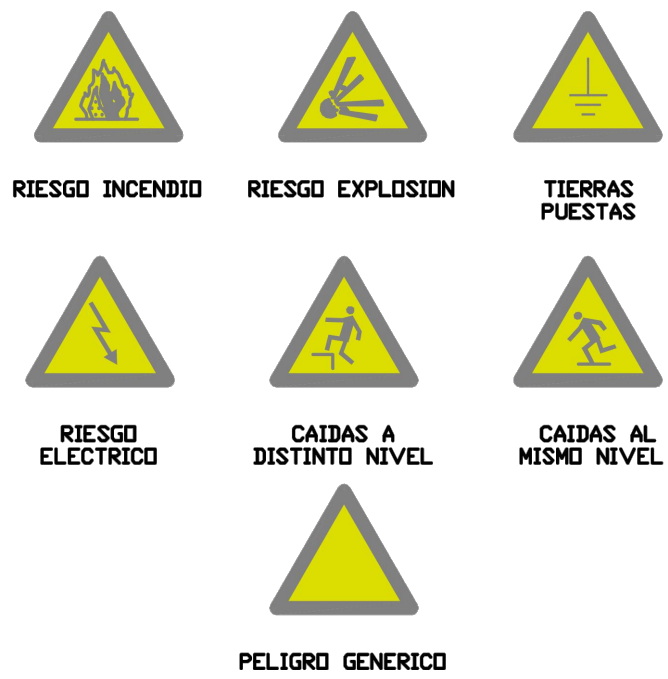 RIESGO INCENDIO
RIESGO EXPLOSION
TIERRAS
PUESTAS
RIESGO
ELECTRICO
CAIDAS A
DISTINTO NIVEL
CAIDAS AL
MISMO NIVEL
PELIGRO GENERICO